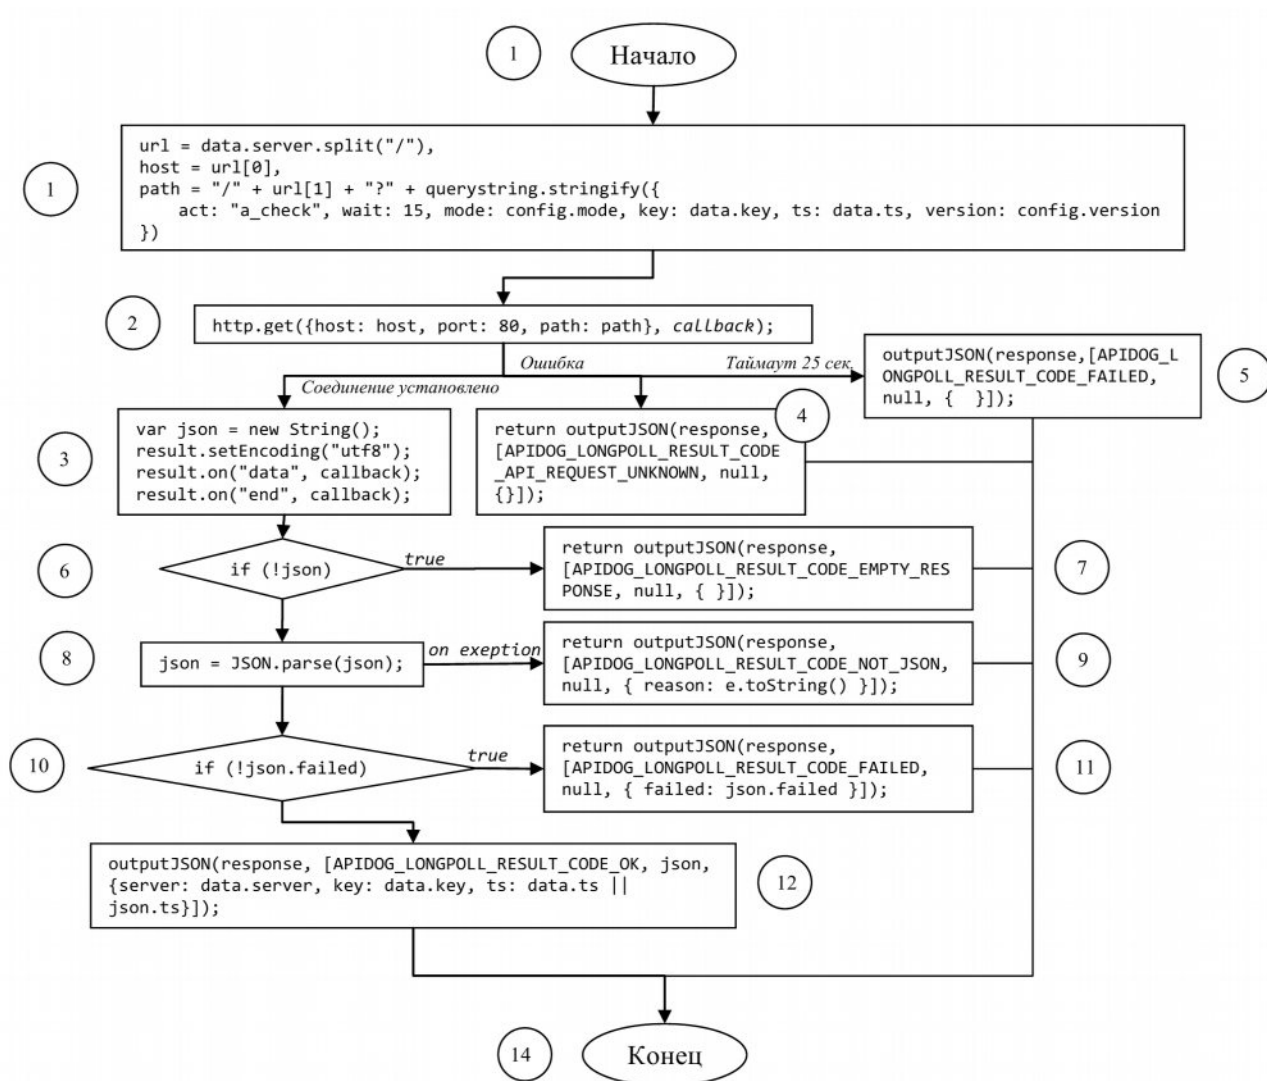 1
Начало
1
url = data.server.split("/"),
host = url[0],
path = "/" + url[1] + "?" + querystring.stringify({
act: "a_check", wait: 15, mode: config.mode, key: data.key, ts: data.ts, version: config.version
})
2
http.get({host: host, port: 80, path: path}, callback);
Ошибка
Таймаут 25 сек.
Соединение установлено
outputJSON(response,[APIDOG_L
ONGPOLL_RESULT_CODE_FAILED,
null, { }]);
5
3
var json = new String();
result.setEncoding("utf8");
result.on("data", callback);
result.on("end", callback);
4
return outputJSON(response,
[APIDOG_LONGPOLL_RESULT_CODE
_API_REQUEST_UNKNOWN, null,
{}]);
6
if (!json)
true
return outputJSON(response,
[APIDOG_LONGPOLL_RESULT_CODE_EMPTY_RES
PONSE, null, { }]);
7
8
json = JSON.parse(json);
on exeption
return outputJSON(response,
[APIDOG_LONGPOLL_RESULT_CODE_NOT_JSON,
null, { reason: e.toString() }]);
9
10
if (!json.failed)
true
return outputJSON(response,
[APIDOG_LONGPOLL_RESULT_CODE_FAILED,
null, { failed: json.failed }]);
11
outputJSON(response, [APIDOG_LONGPOLL_RESULT_CODE_OK, json,
{server: data.server, key: data.key, ts: data.ts ||
json.ts}]);
12
14
Конец